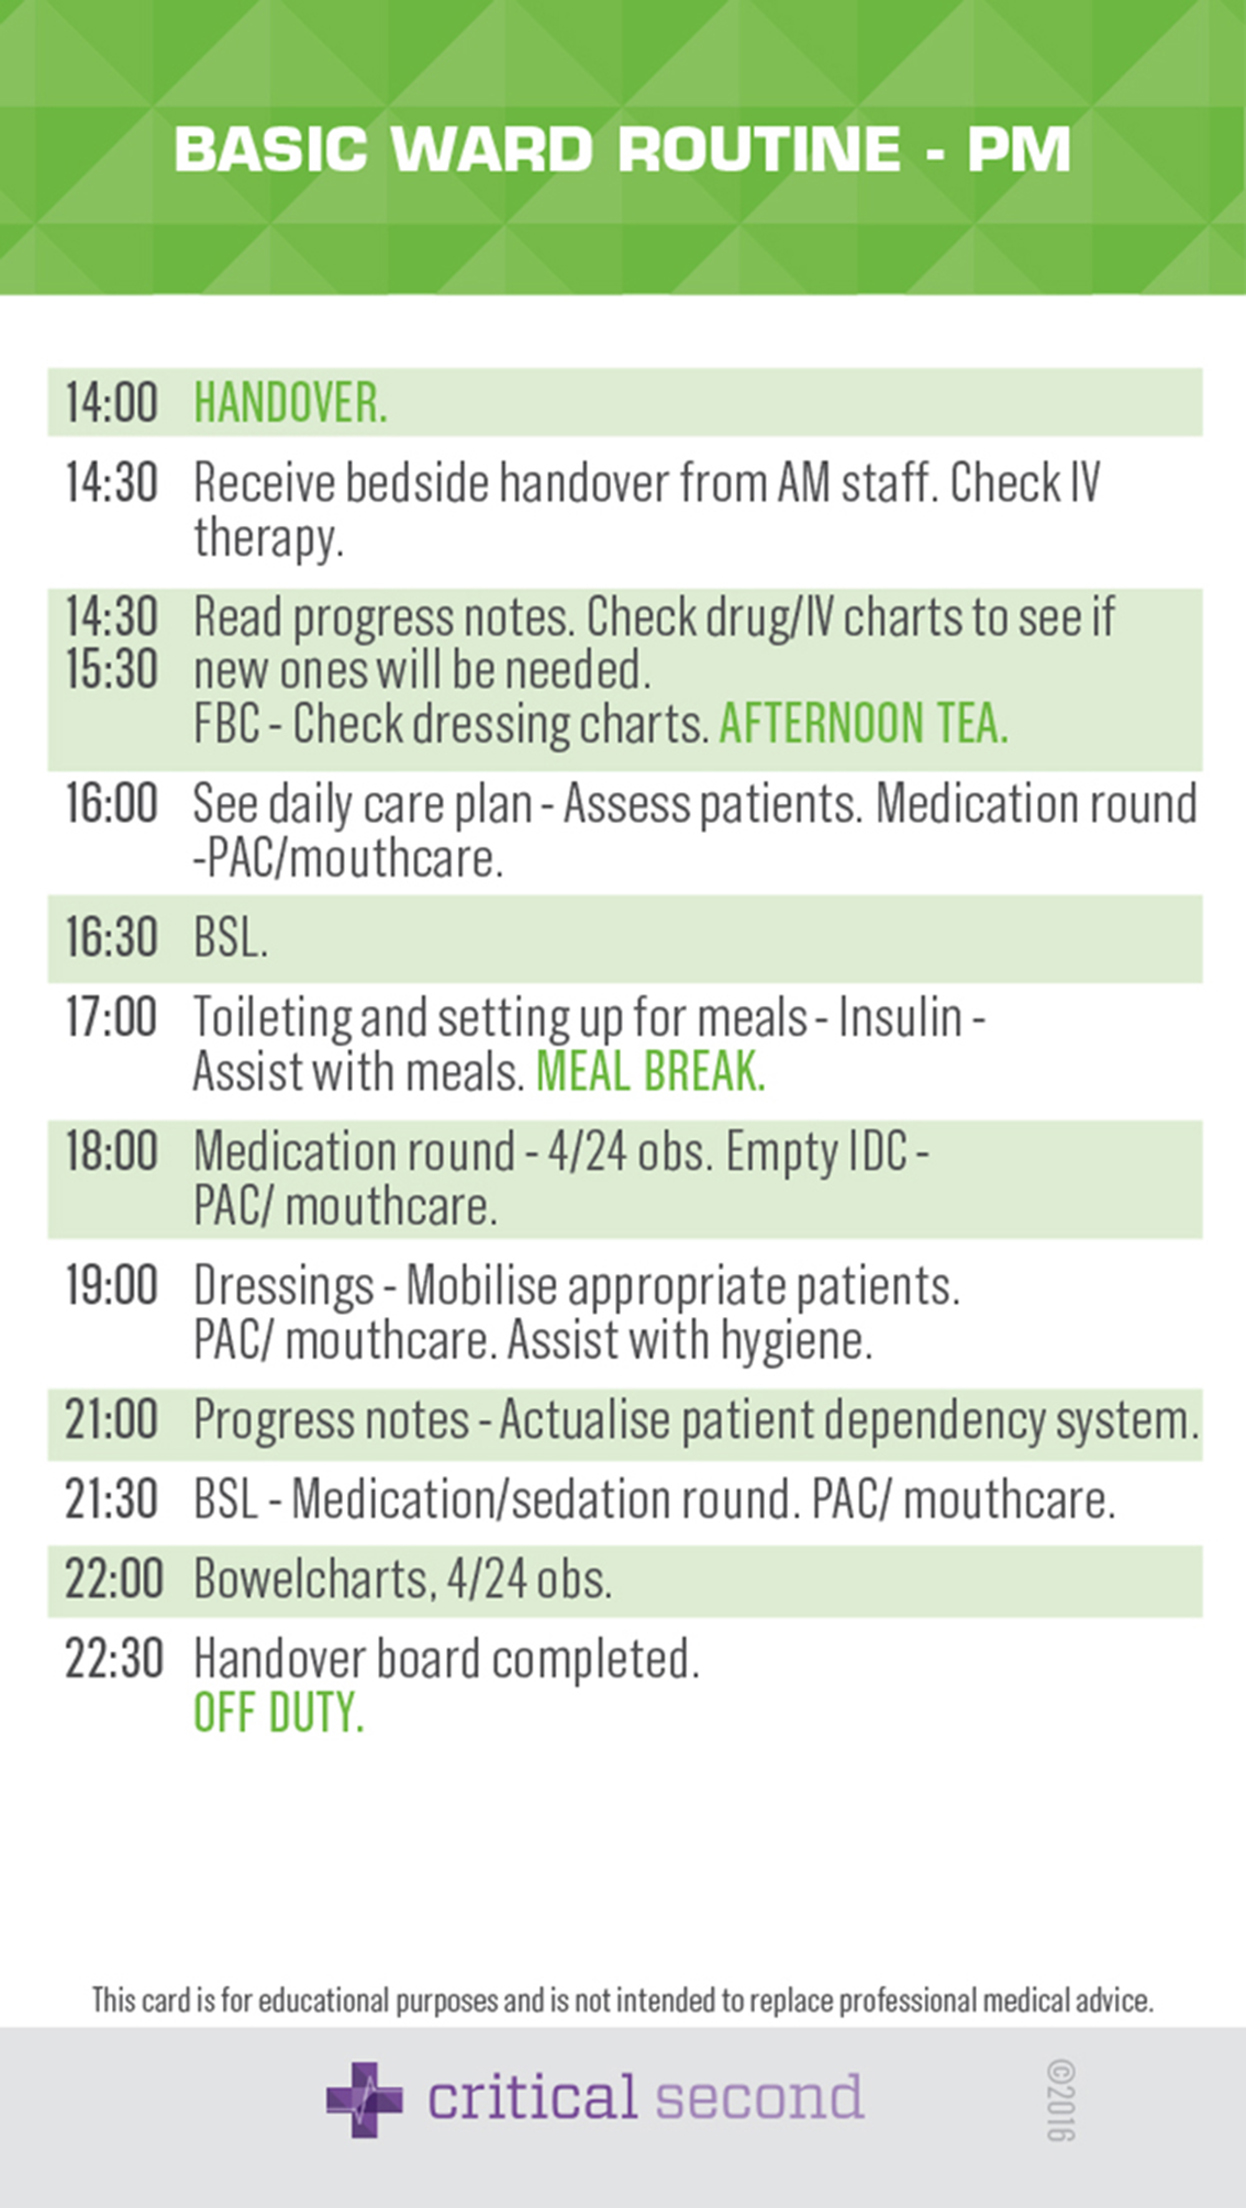 BASIC WARD ROUTINE - PM
14:00 HANDOVER.
14:30 Receive bedside handover from AM staff. Check IV
therapy.
14:30 Read progress notes. Check drug/IV charts to see if
15:30 new ones will be needed.
FBC - Check dressing charts. AFTERNOON TEA.
16:00 See daily care plan - Assess patients. Medication round
-PAC/mouthcare.
16:30 BSL.
17:00 Toileting and setting up for meals - Insulin -
Assist with meals. MEAL BREAK.
18:00 Medication round - 4/24 obs. Empty IDC -
PAC/ mouthcare.
19:00 Dressings - Mobilise appropriate patients.
PAC/ mouthcare. Assist with hygiene.
21:00 Progress notes - Actualise patient dependency system.
21:30 BSL - Medication/sedation round. PAC/ mouthcare.
22:00 Bowelcharts, 4/24 obs.
22:30 Handover board completed.
OFF DUTY.
This card is for educational purposes and is not intended to replace professional medical advice.
critical second
©2016